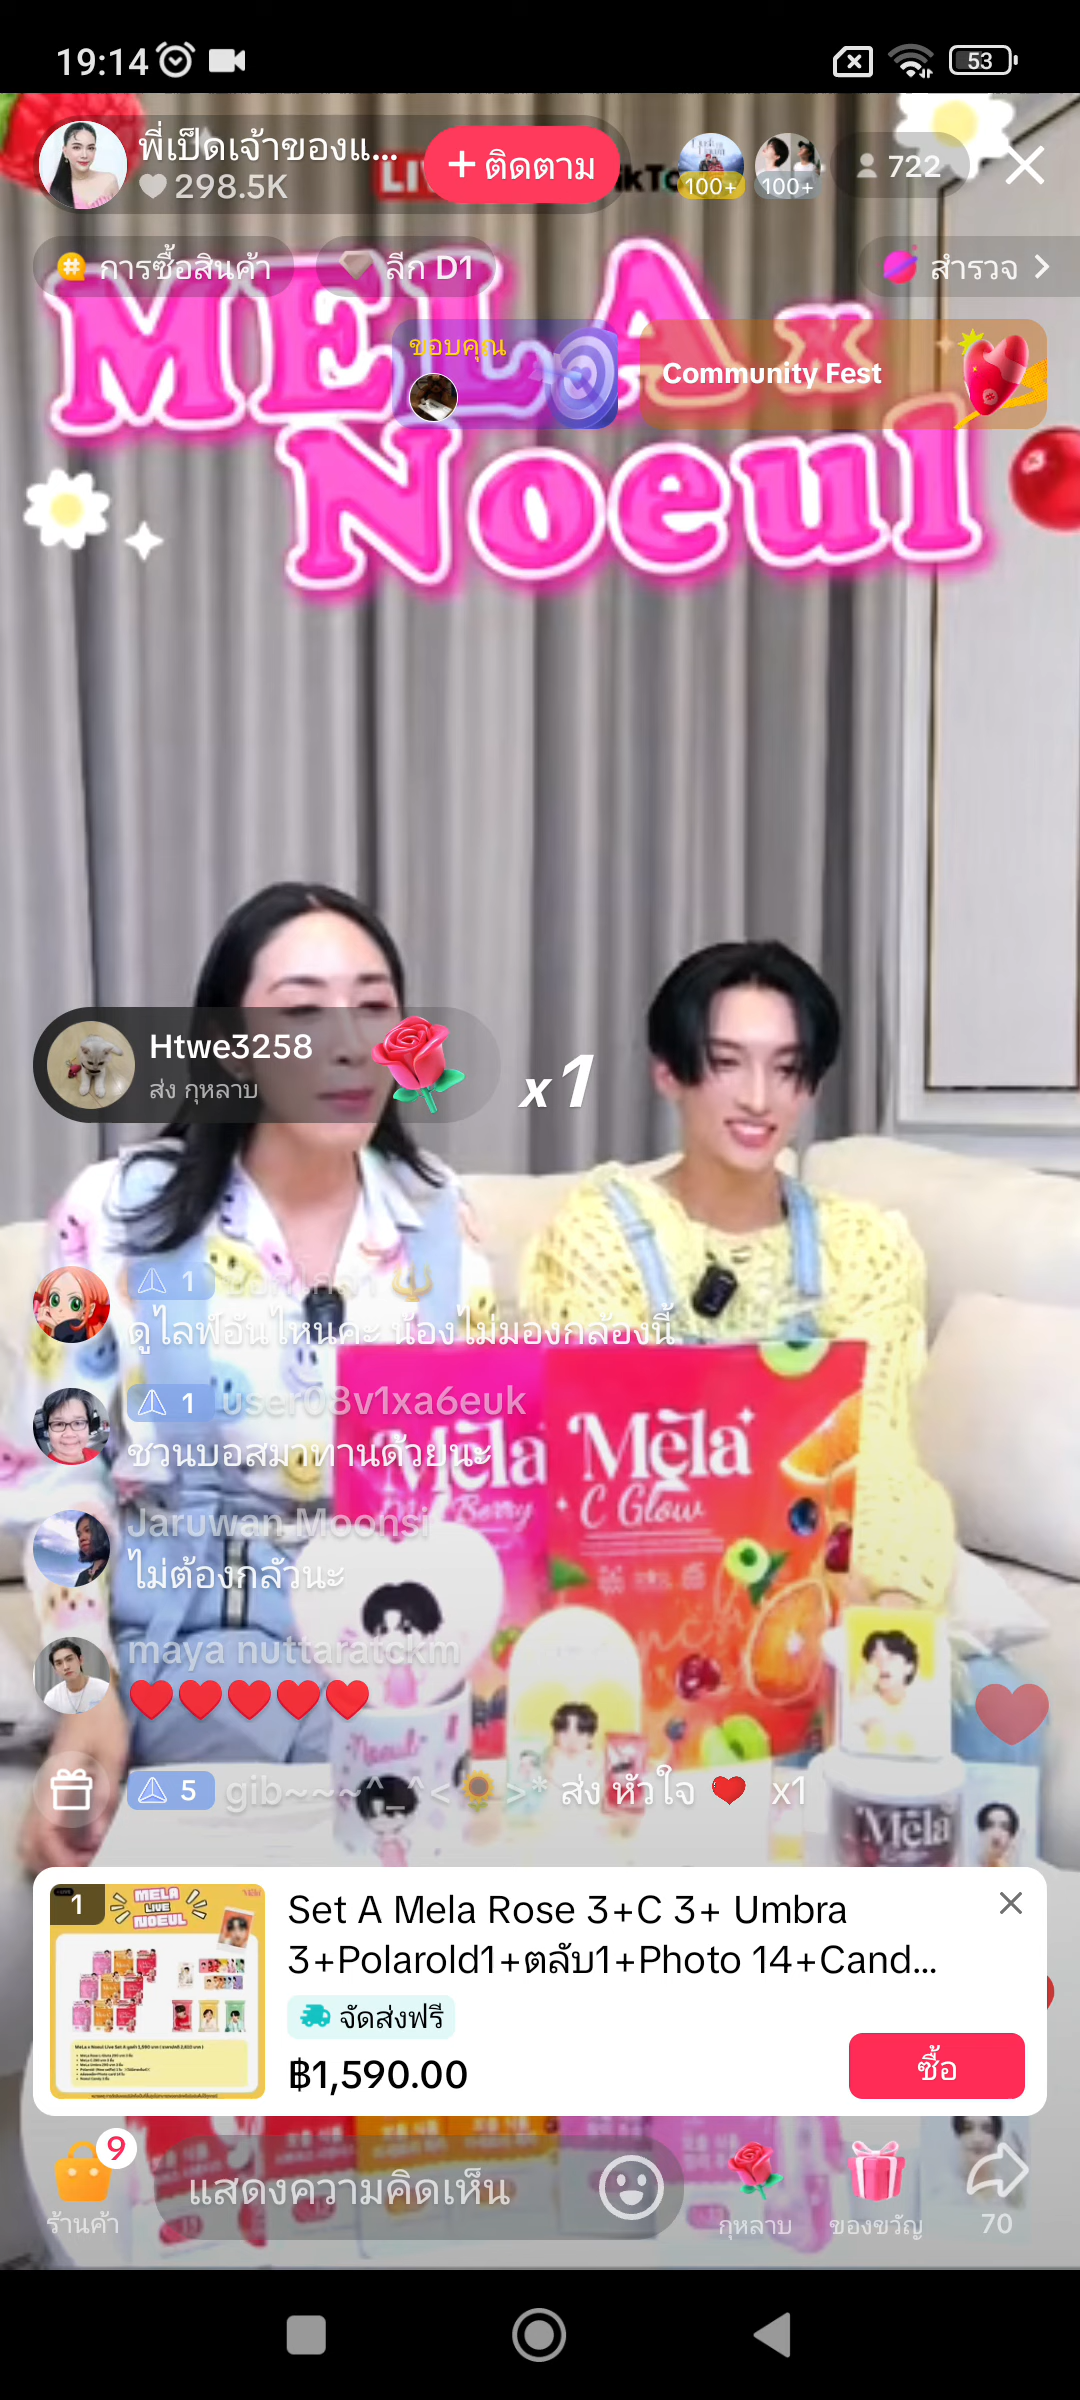 19:14
53
พี่เป็ดเจ้าของแ...
298.5K
+ ติดตาม
100+
100+
722
การซื้อสินค้า
ลีก D1
สำรวจ
MELA x
Noeul
ขอบคุณ
Community Fest
Htwe3258
ส่ง กุหลาบ
x1
1
ดูไลฟ์อันไหนคะ น้องไม่มองกล้องนี้
1 user08v1xa6euk
ชวนบอสมาทานด้วยนะ
Jaruwan Moonsi
ไม่ต้องกลัวนะ
maya nuttaratckm
❤️❤️❤️❤️❤️
5 gib~~~^_^<🌻>* ส่ง หัวใจ ❤️ x1
Mela
Berry
Mela
C Glow
Noeul
Mela
1
MELA
LIVE
NOEUL
Set A Mela Rose 3+C 3+ Umbra
3+Polarold1+ตลับ1+Photo 14+Cand...
จัดส่งฟรี
฿1,590.00
ซื้อ
9
ร้านค้า
แสดงความคิดเห็น
กุหลาบ
ของขวัญ
70